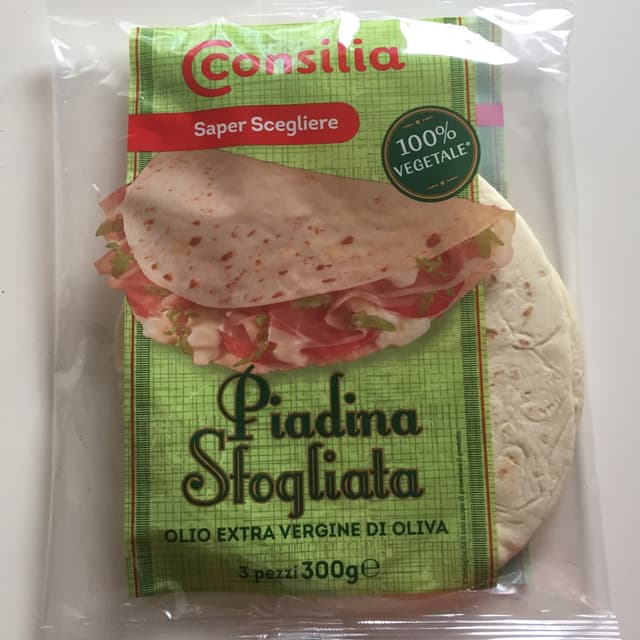 Consilia
Saper Scegliere
100%
VEGETALE*
Piadina
Sfogliata
OLIO EXTRA VERGINE DI OLIVA
3 pezzi 300g℮